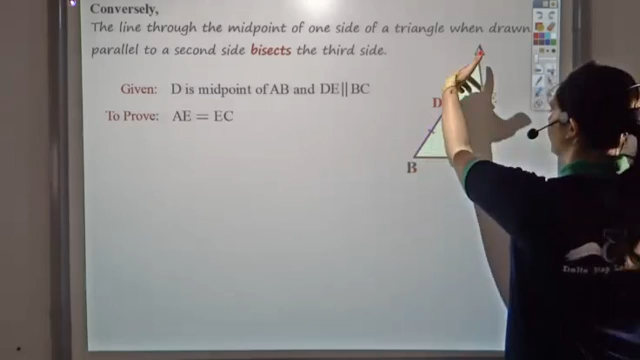 Conversely,
The line through the midpoint of one side of a triangle when drawn
parallel to a second side bisects the third side.
Given: D is midpoint of AB and DE||BC
To Prove: AE = EC
A
D
B
Delta